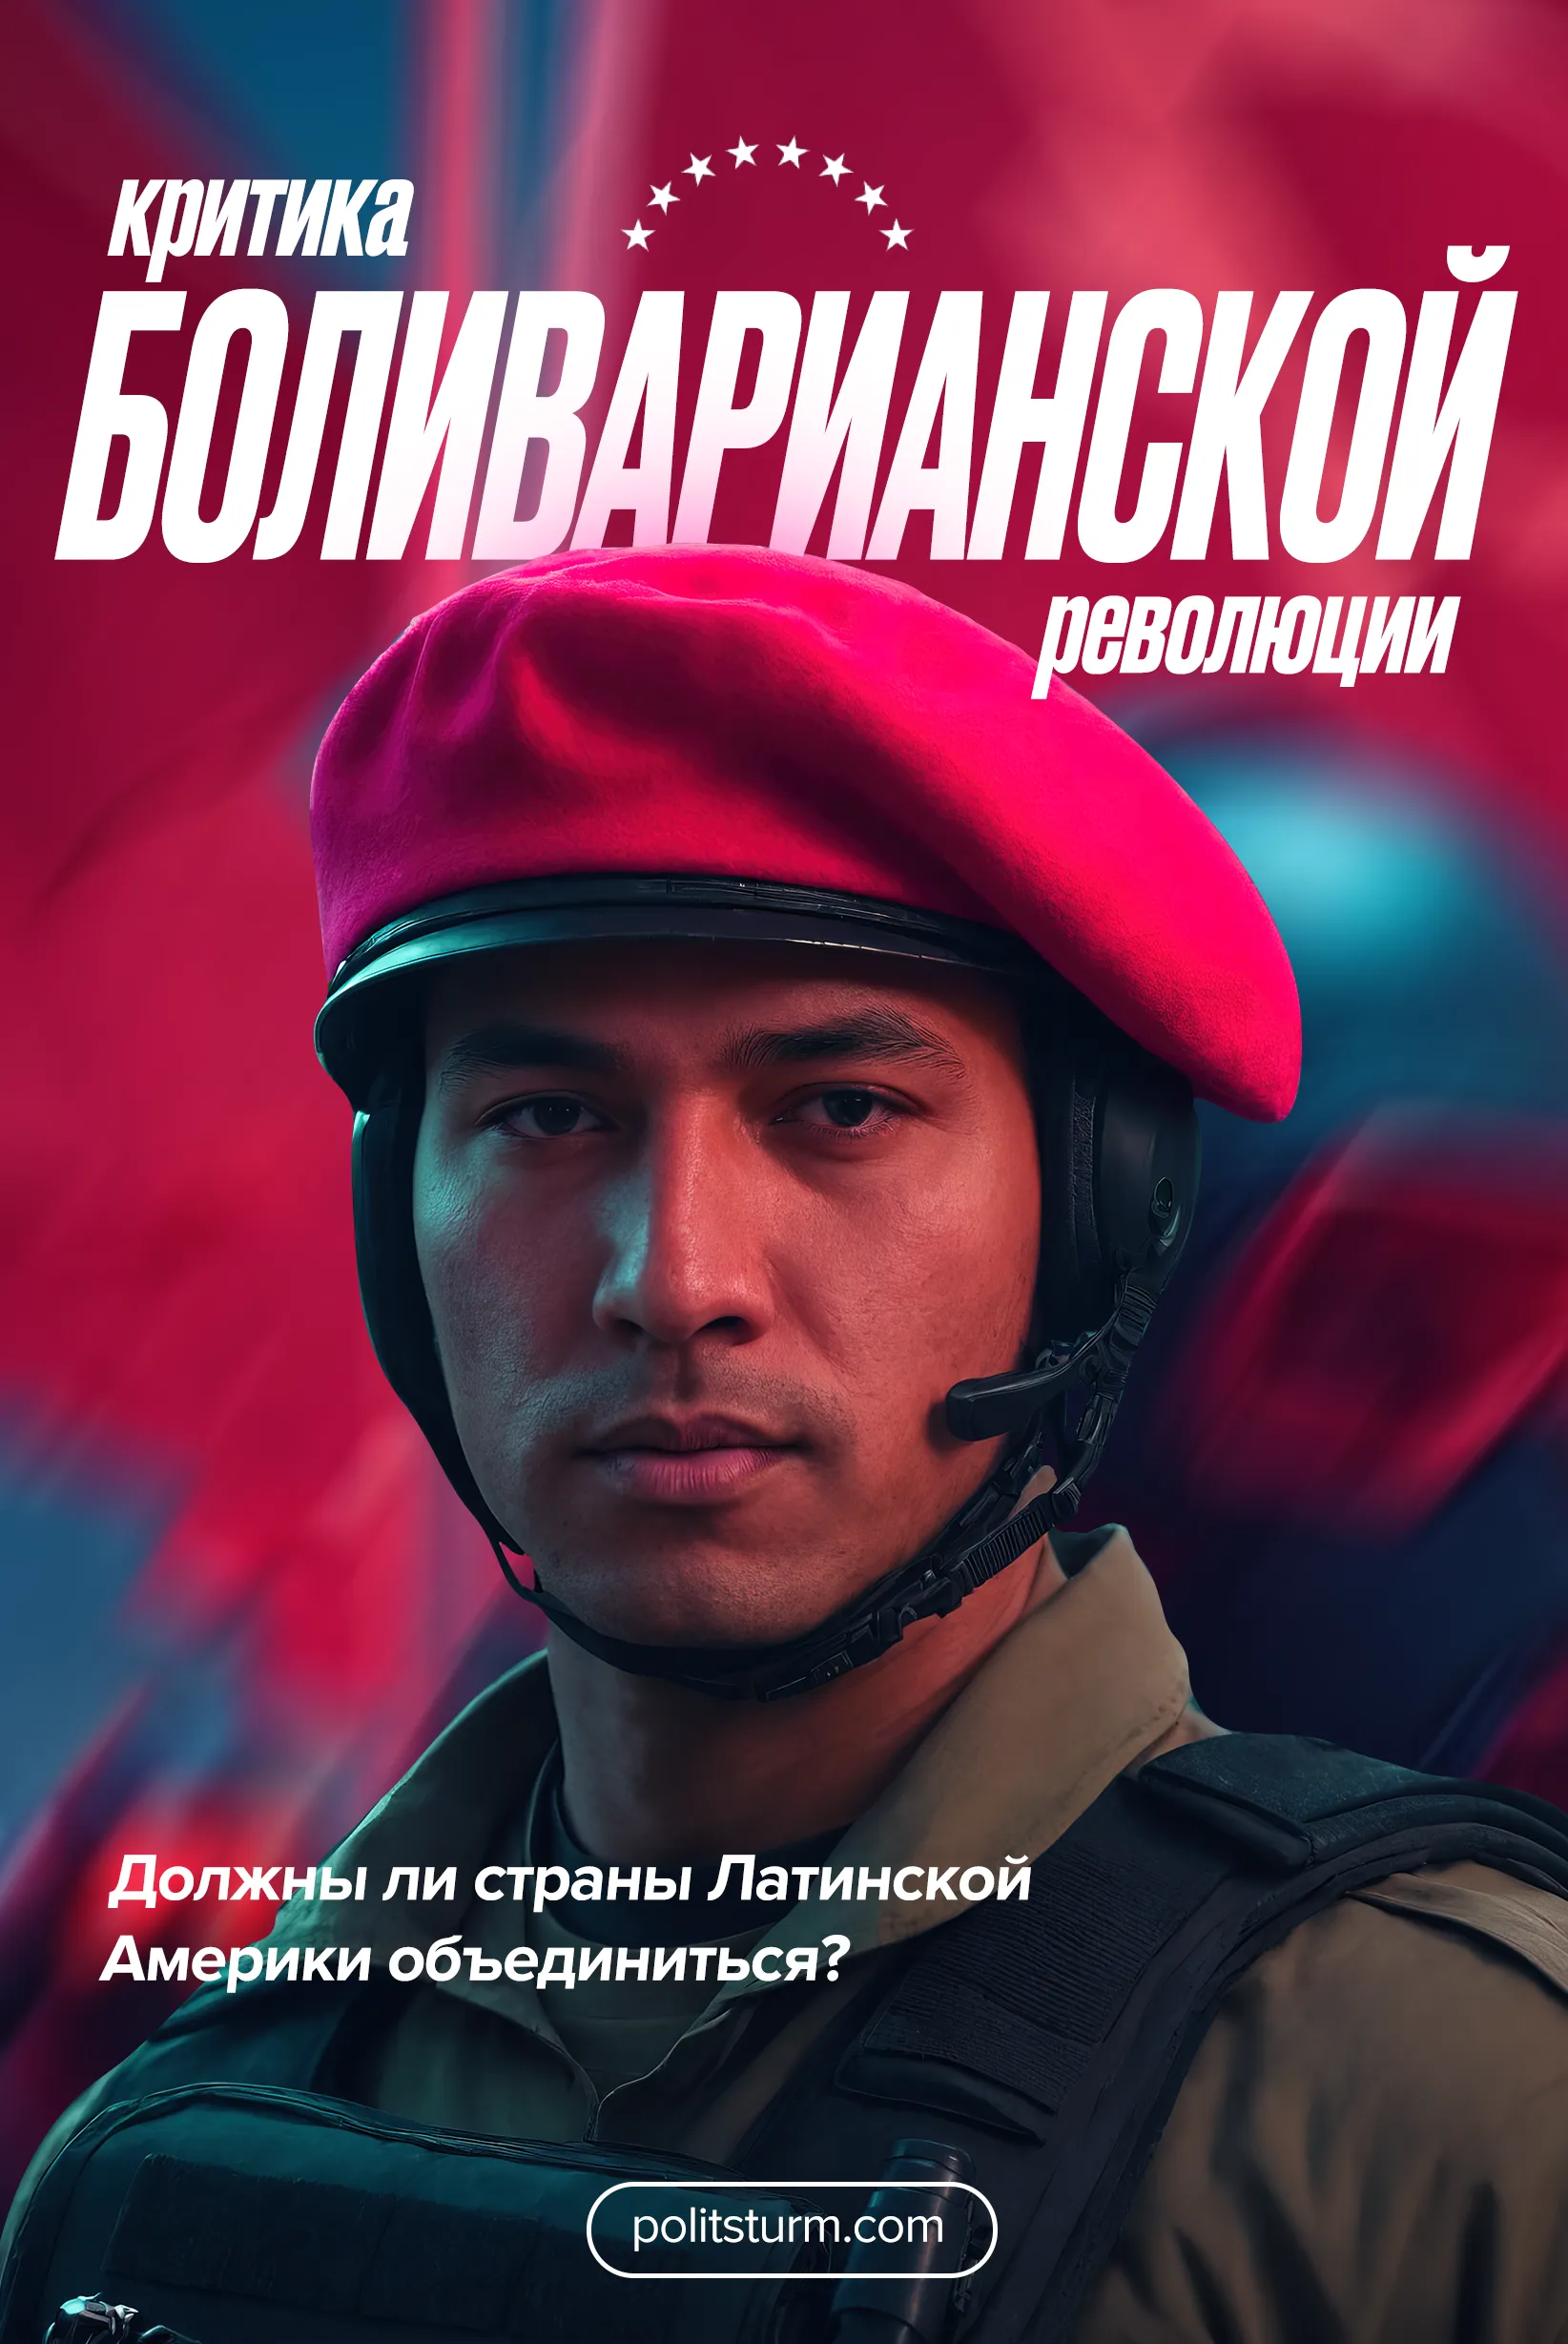 критика
БОЛИВАРИАНСКОЙ
революции
Должны ли страны Латинской
Америки объединиться?
politsturm.com